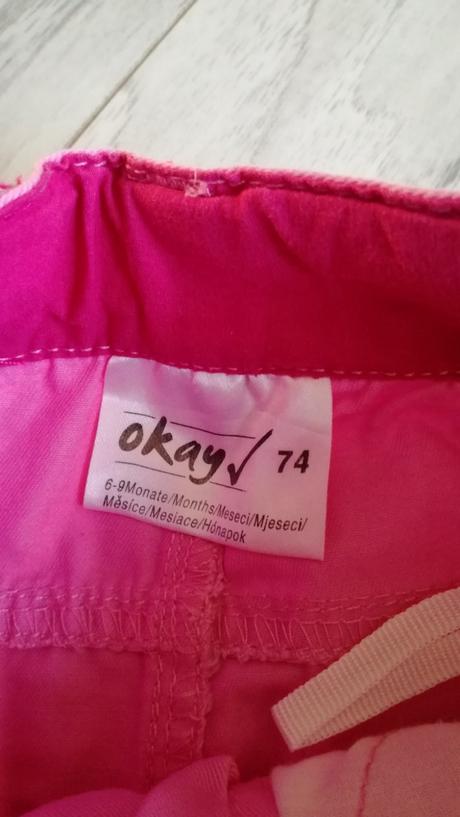 okay✓ 74
6-9Monate/Months/Meseci/Mjeseci/
Měsíce/Mesiace/Hónapok